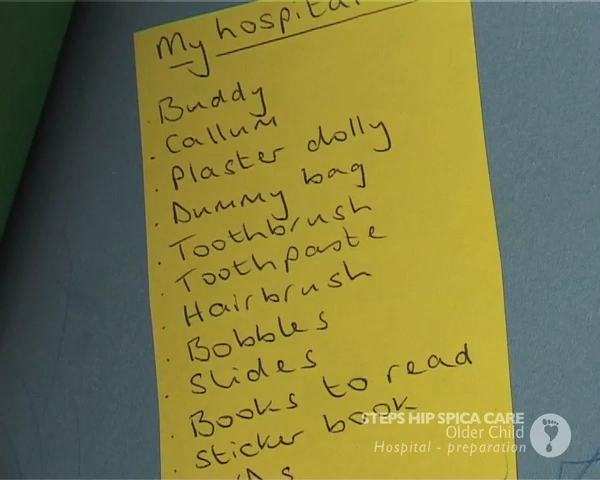 My hospital
Buddy
Callum
Plaster dolly
Dummy bag
Toothbrush
Toothpaste
Hairbrush
Bobbles
Slides
Books to read
Sticker book
STEPS HIP SPICA CARE
Older Child
Hospital - preparation